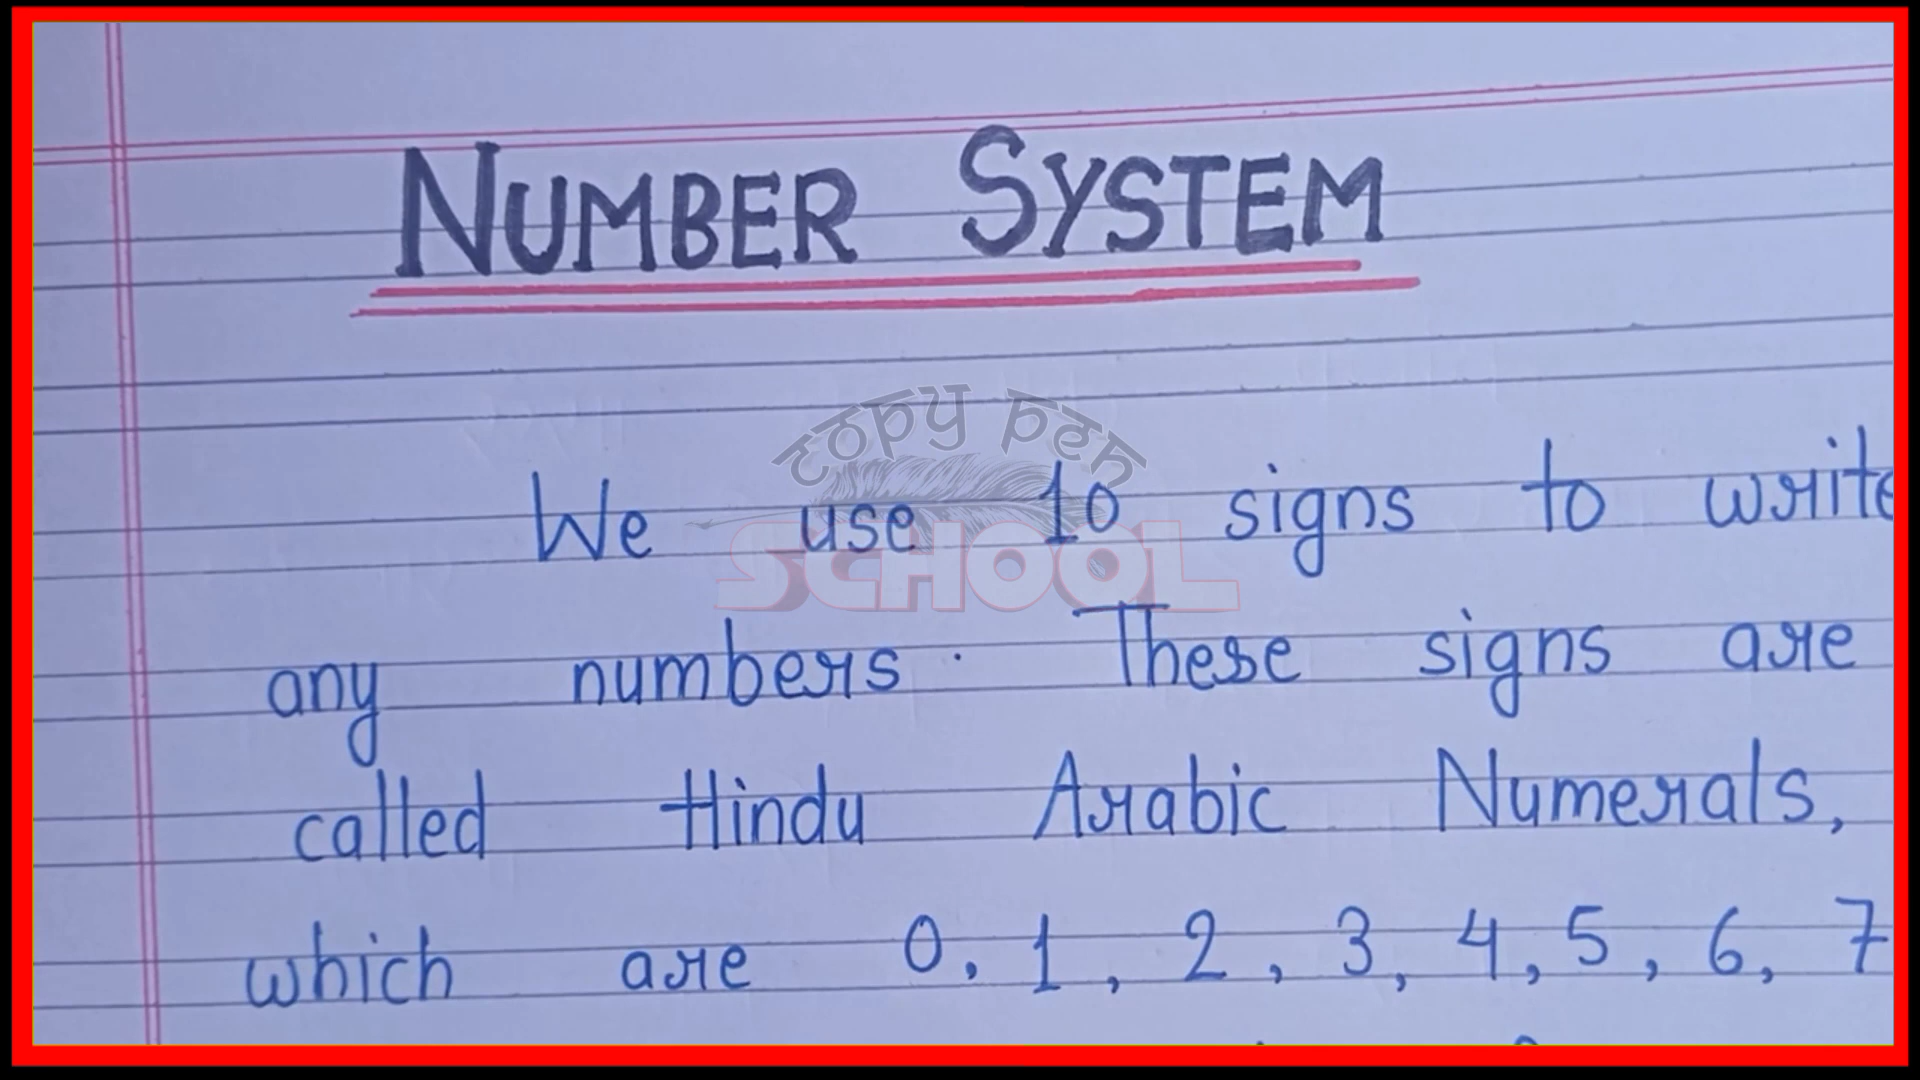 NUMBER SYSTEM
copy pen
SCHOOL
We use 10 signs to write
any numbers. These signs are
called Hindu Arabic Numerals,
which are 0, 1, 2, 3, 4, 5, 6, 7